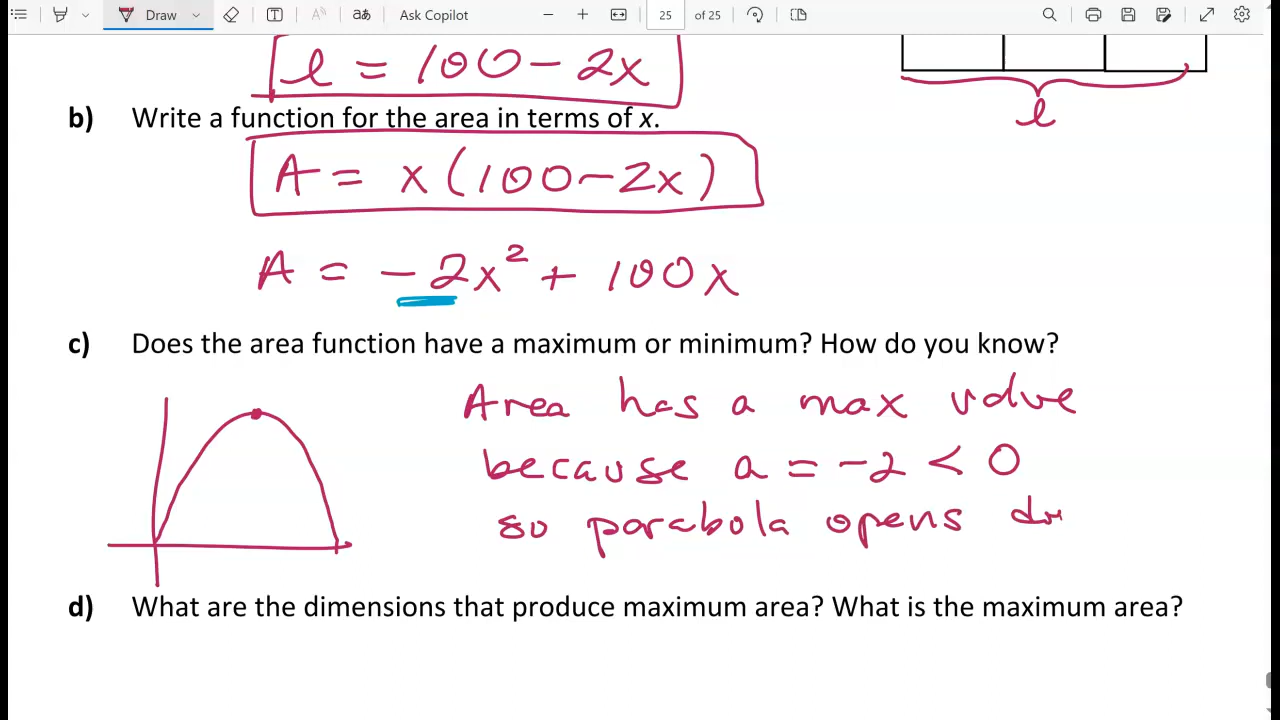 Draw
Ask Copilot
25 of 25
l = 100 - 2x
l
b) Write a function for the area in terms of x.
A = x(100-2x)
A = -2x² + 100x
c) Does the area function have a maximum or minimum? How do you know?
Area has a max value
because a = -2 < 0
so parabola opens
d) What are the dimensions that produce maximum area? What is the maximum area?